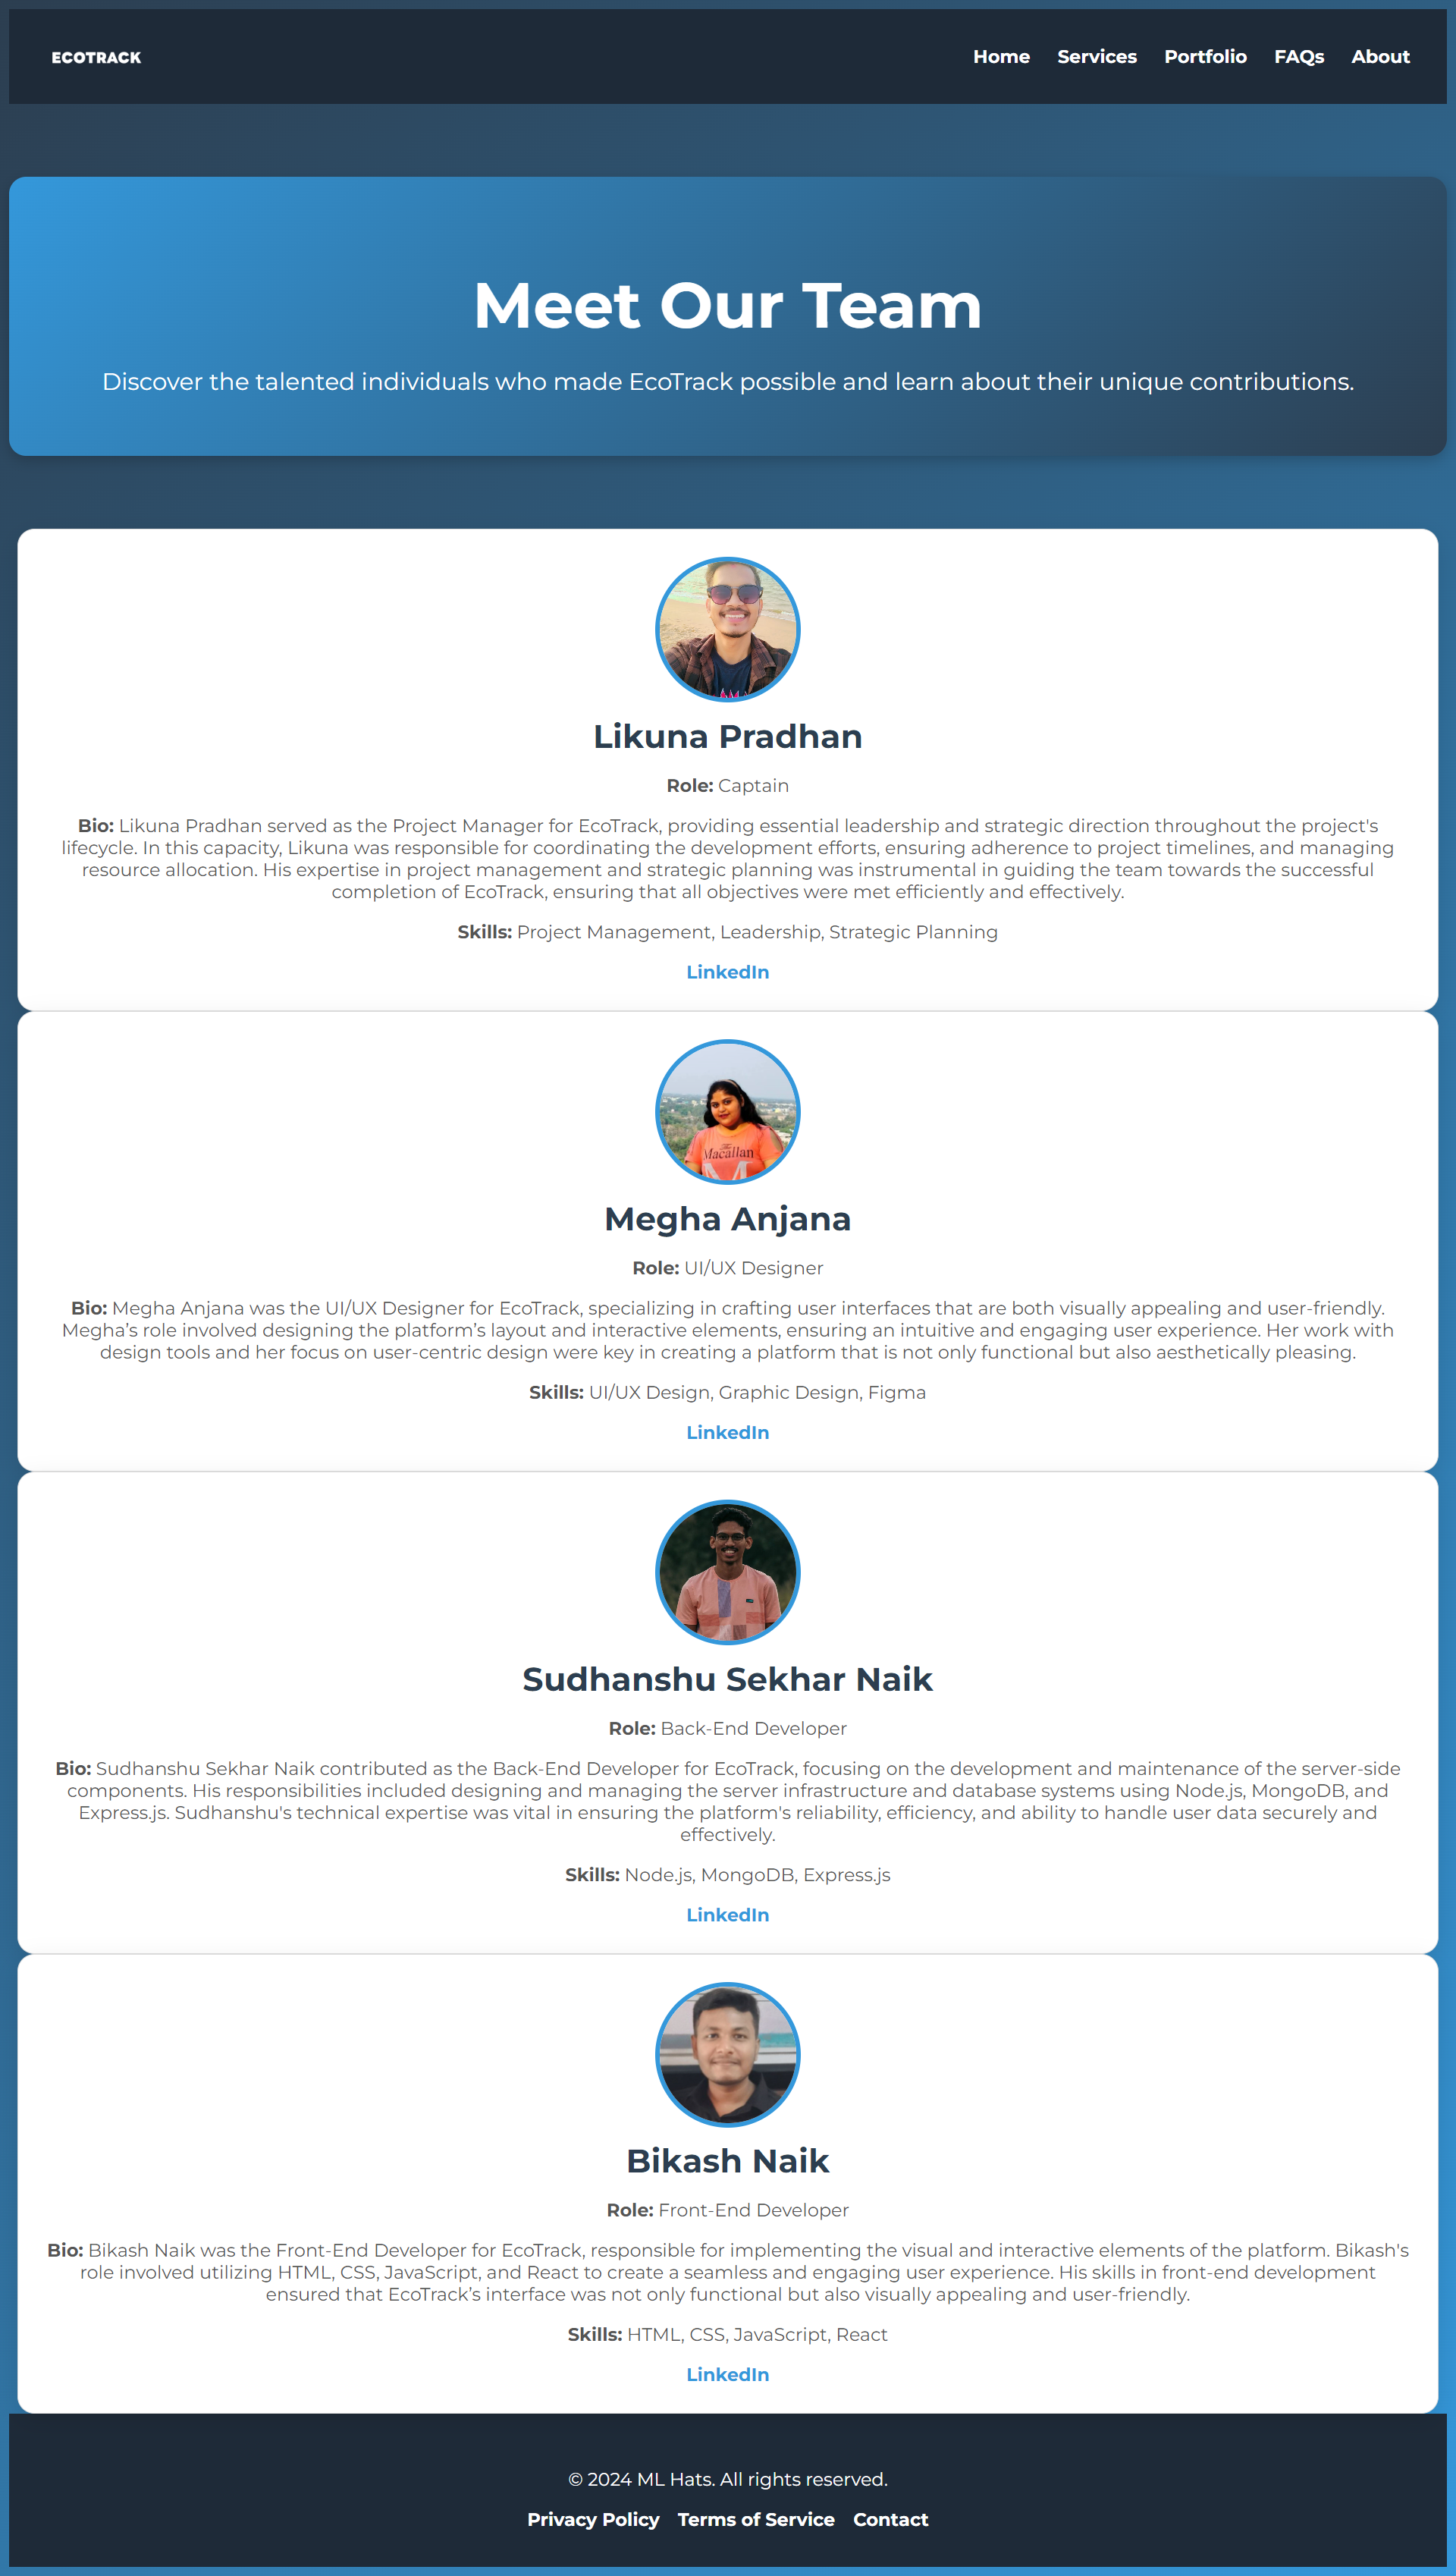 ECOTRACK
Home Services Portfolio FAQs About
Meet Our Team
Discover the talented individuals who made EcoTrack possible and learn about their unique contributions.
Likuna Pradhan
Role: Captain
Bio: Likuna Pradhan served as the Project Manager for EcoTrack, providing essential leadership and strategic direction throughout the project's
lifecycle. In this capacity, Likuna was responsible for coordinating the development efforts, ensuring adherence to project timelines, and managing
resource allocation. His expertise in project management and strategic planning was instrumental in guiding the team towards the successful
completion of EcoTrack, ensuring that all objectives were met efficiently and effectively.
Skills: Project Management, Leadership, Strategic Planning
LinkedIn
Macallan
M
Megha Anjana
Role: UI/UX Designer
Bio: Megha Anjana was the UI/UX Designer for EcoTrack, specializing in crafting user interfaces that are both visually appealing and user-friendly.
Megha’s role involved designing the platform’s layout and interactive elements, ensuring an intuitive and engaging user experience. Her work with
design tools and her focus on user-centric design were key in creating a platform that is not only functional but also aesthetically pleasing.
Skills: UI/UX Design, Graphic Design, Figma
LinkedIn
Sudhanshu Sekhar Naik
Role: Back-End Developer
Bio: Sudhanshu Sekhar Naik contributed as the Back-End Developer for EcoTrack, focusing on the development and maintenance of the server-side
components. His responsibilities included designing and managing the server infrastructure and database systems using Node.js, MongoDB, and
Express.js. Sudhanshu's technical expertise was vital in ensuring the platform's reliability, efficiency, and ability to handle user data securely and
effectively.
Skills: Node.js, MongoDB, Express.js
LinkedIn
Bikash Naik
Role: Front-End Developer
Bio: Bikash Naik was the Front-End Developer for EcoTrack, responsible for implementing the visual and interactive elements of the platform. Bikash's
role involved utilizing HTML, CSS, JavaScript, and React to create a seamless and engaging user experience. His skills in front-end development
ensured that EcoTrack’s interface was not only functional but also visually appealing and user-friendly.
Skills: HTML, CSS, JavaScript, React
LinkedIn
© 2024 ML Hats. All rights reserved.
Privacy Policy Terms of Service Contact